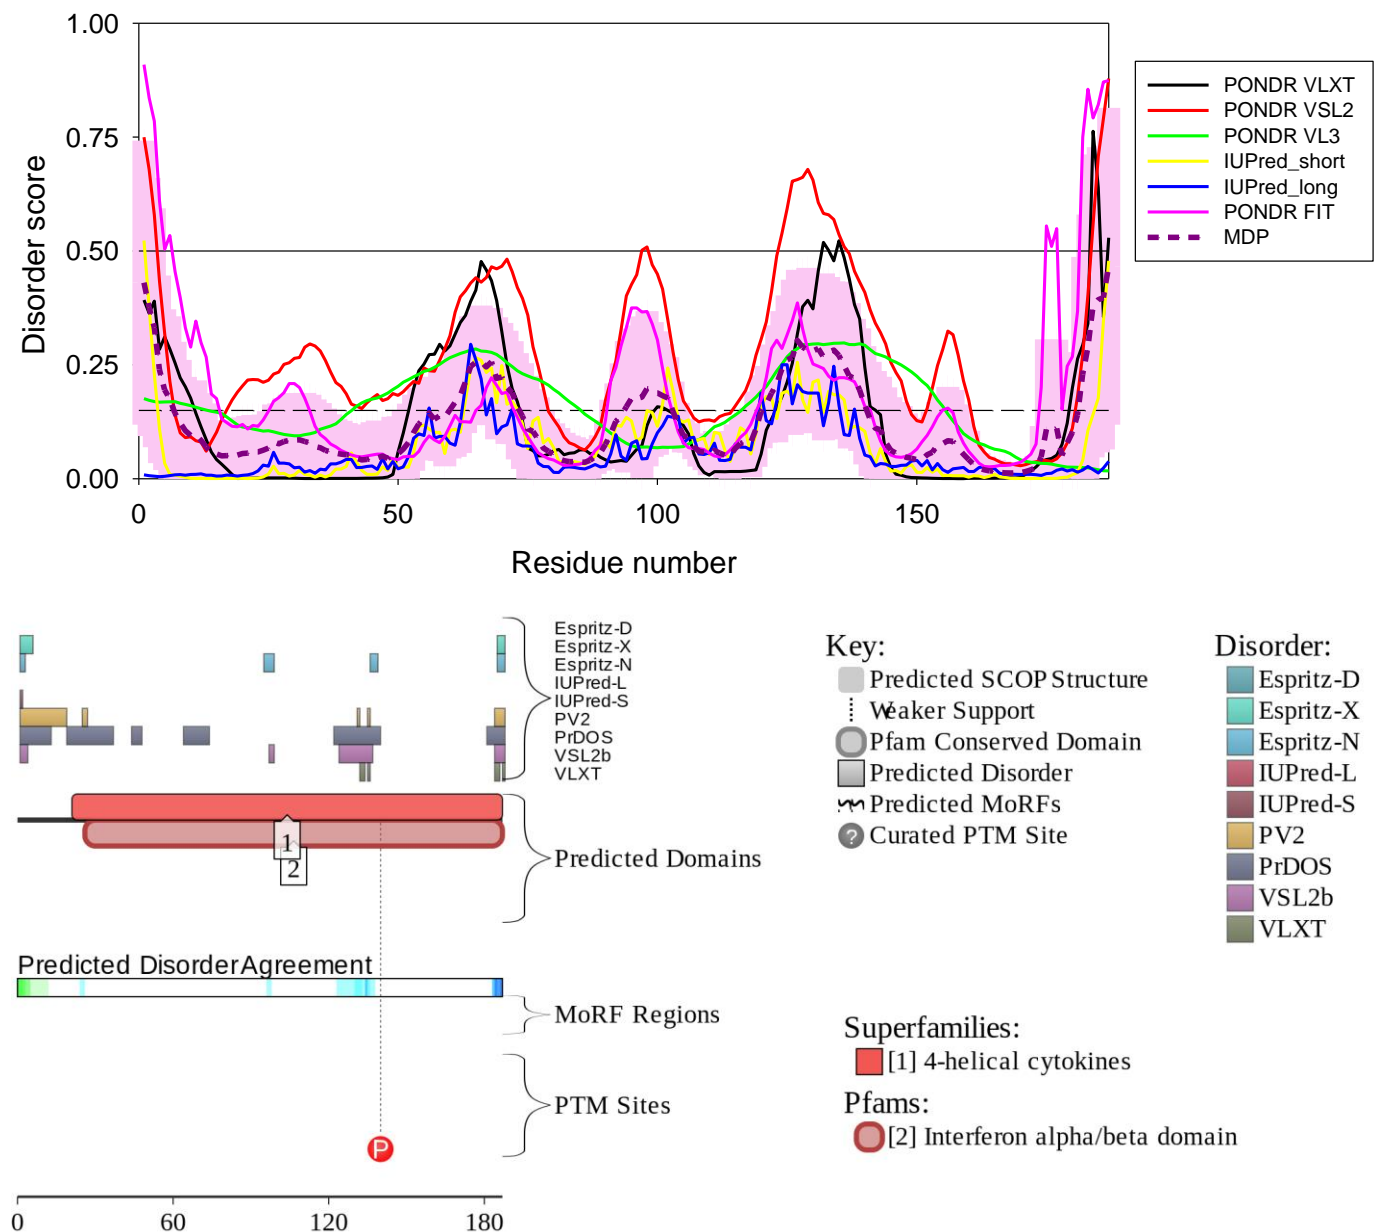 1.00
0.75
0.50
0.25
0.00
Disorder score
0
50
100
150
Residue number
PONDR VLXT
PONDR VSL2
PONDR VL3
IUPred_short
IUPred_long
PONDR FIT
MDP
Espritz-D
Espritz-X
Espritz-N
IUPred-L
IUPred-S
PV2
PrDOS
VSL2b
VLXT
1
2
Predicted Domains
Predicted Disorder Agreement
MoRF Regions
PTM Sites
P
0
60
120
180
Key:
Predicted SCOP Structure
Weaker Support
Pfam Conserved Domain
Predicted Disorder
Predicted MoRFs
? Curated PTM Site
Disorder:
Espritz-D
Espritz-X
Espritz-N
IUPred-L
IUPred-S
PV2
PrDOS
VSL2b
VLXT
Superfamilies:
[1] 4-helical cytokines
Pfams:
[2] Interferon alpha/beta domain